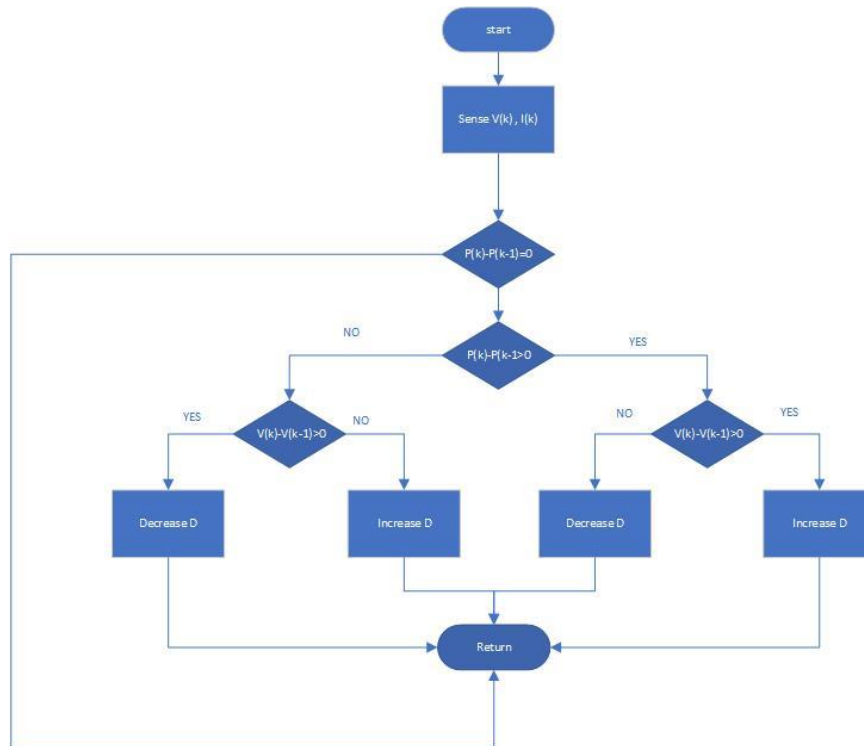 start
Sense V(k) , I(k)
P(k)-P(k-1)=0
NO
YES
P(k)-P(k-1>0
YES
NO
NO
YES
V(k)-V(k-1)>0
V(k)-V(k-1)>0
Decrease D
Increase D
Decrease D
Increase D
Return